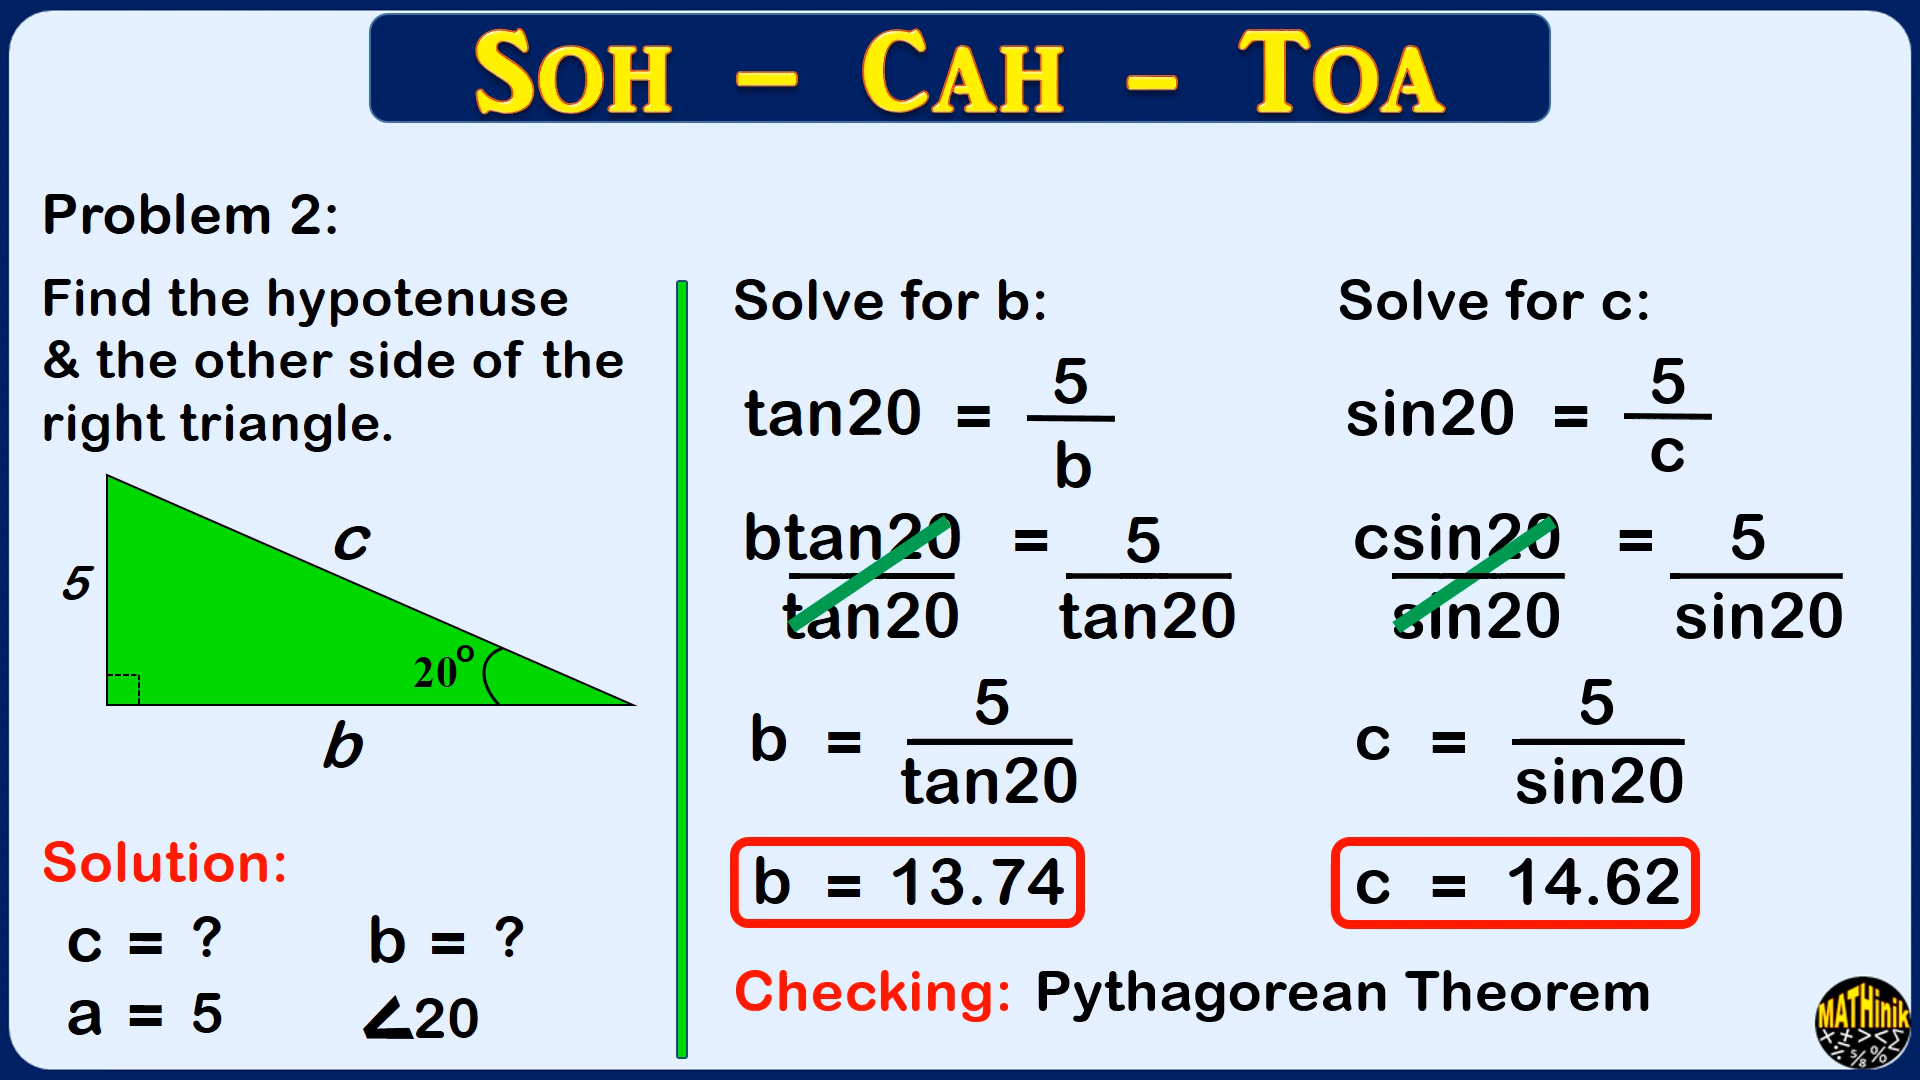 SOH – CAH – TOA
Problem 2:
Find the hypotenuse
& the other side of the
right triangle.
c
5
20°
b
Solution:
c = ? b = ?
a = 5 ∠20
Solve for b:
tan20 = 5/b
btan20/tan20 = 5/tan20
b = 5/tan20
b = 13.74
Solve for c:
sin20 = 5/c
csin20/sin20 = 5/sin20
c = 5/sin20
c = 14.62
Checking: Pythagorean Theorem
MATHinik